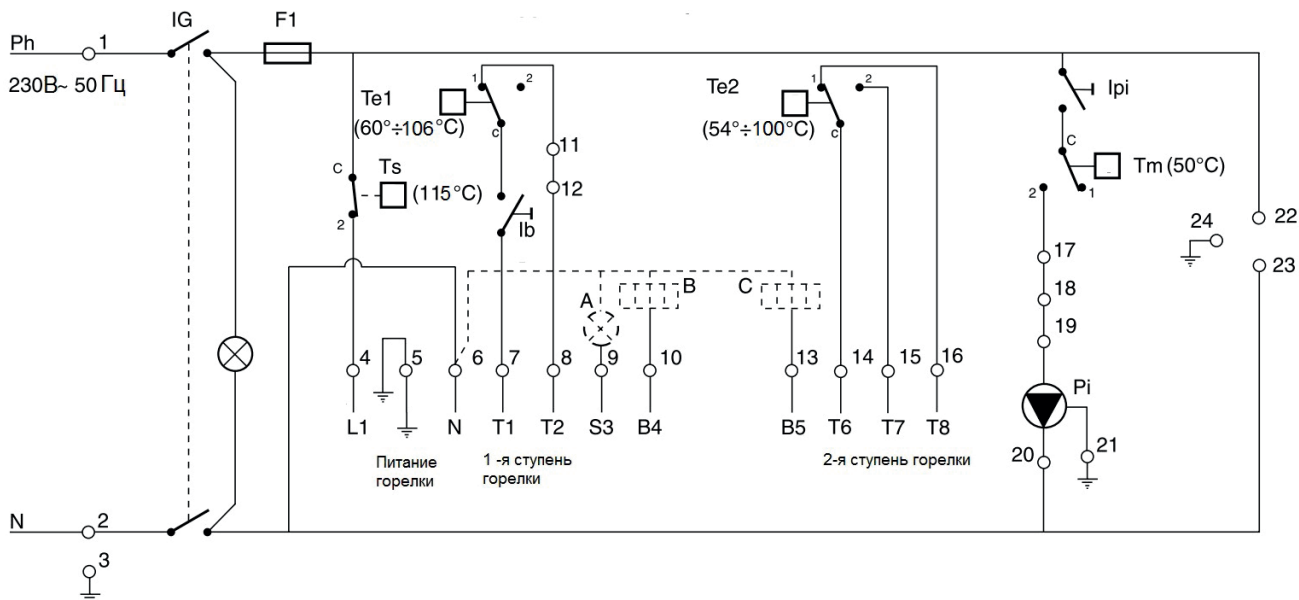 IG F1
Ph 1
230В~ 50 Гц
1 2
Te1
(60°÷106°C)
c
11
12
1 2
Te2
(54°÷100°C)
c
Ipi
C
Tm (50°C)
2 1
C
Ts
(115°C)
2
Ib
24 22
23
17
18
19
A B C
4 5 6 7 8 9 10 13 14 15 16
L1 N T1 T2 S3 B4 B5 T6 T7 T8
Питание
горелки
1 -я ступень
горелки
2-я ступень горелки
Pi
20 21
N 2
3